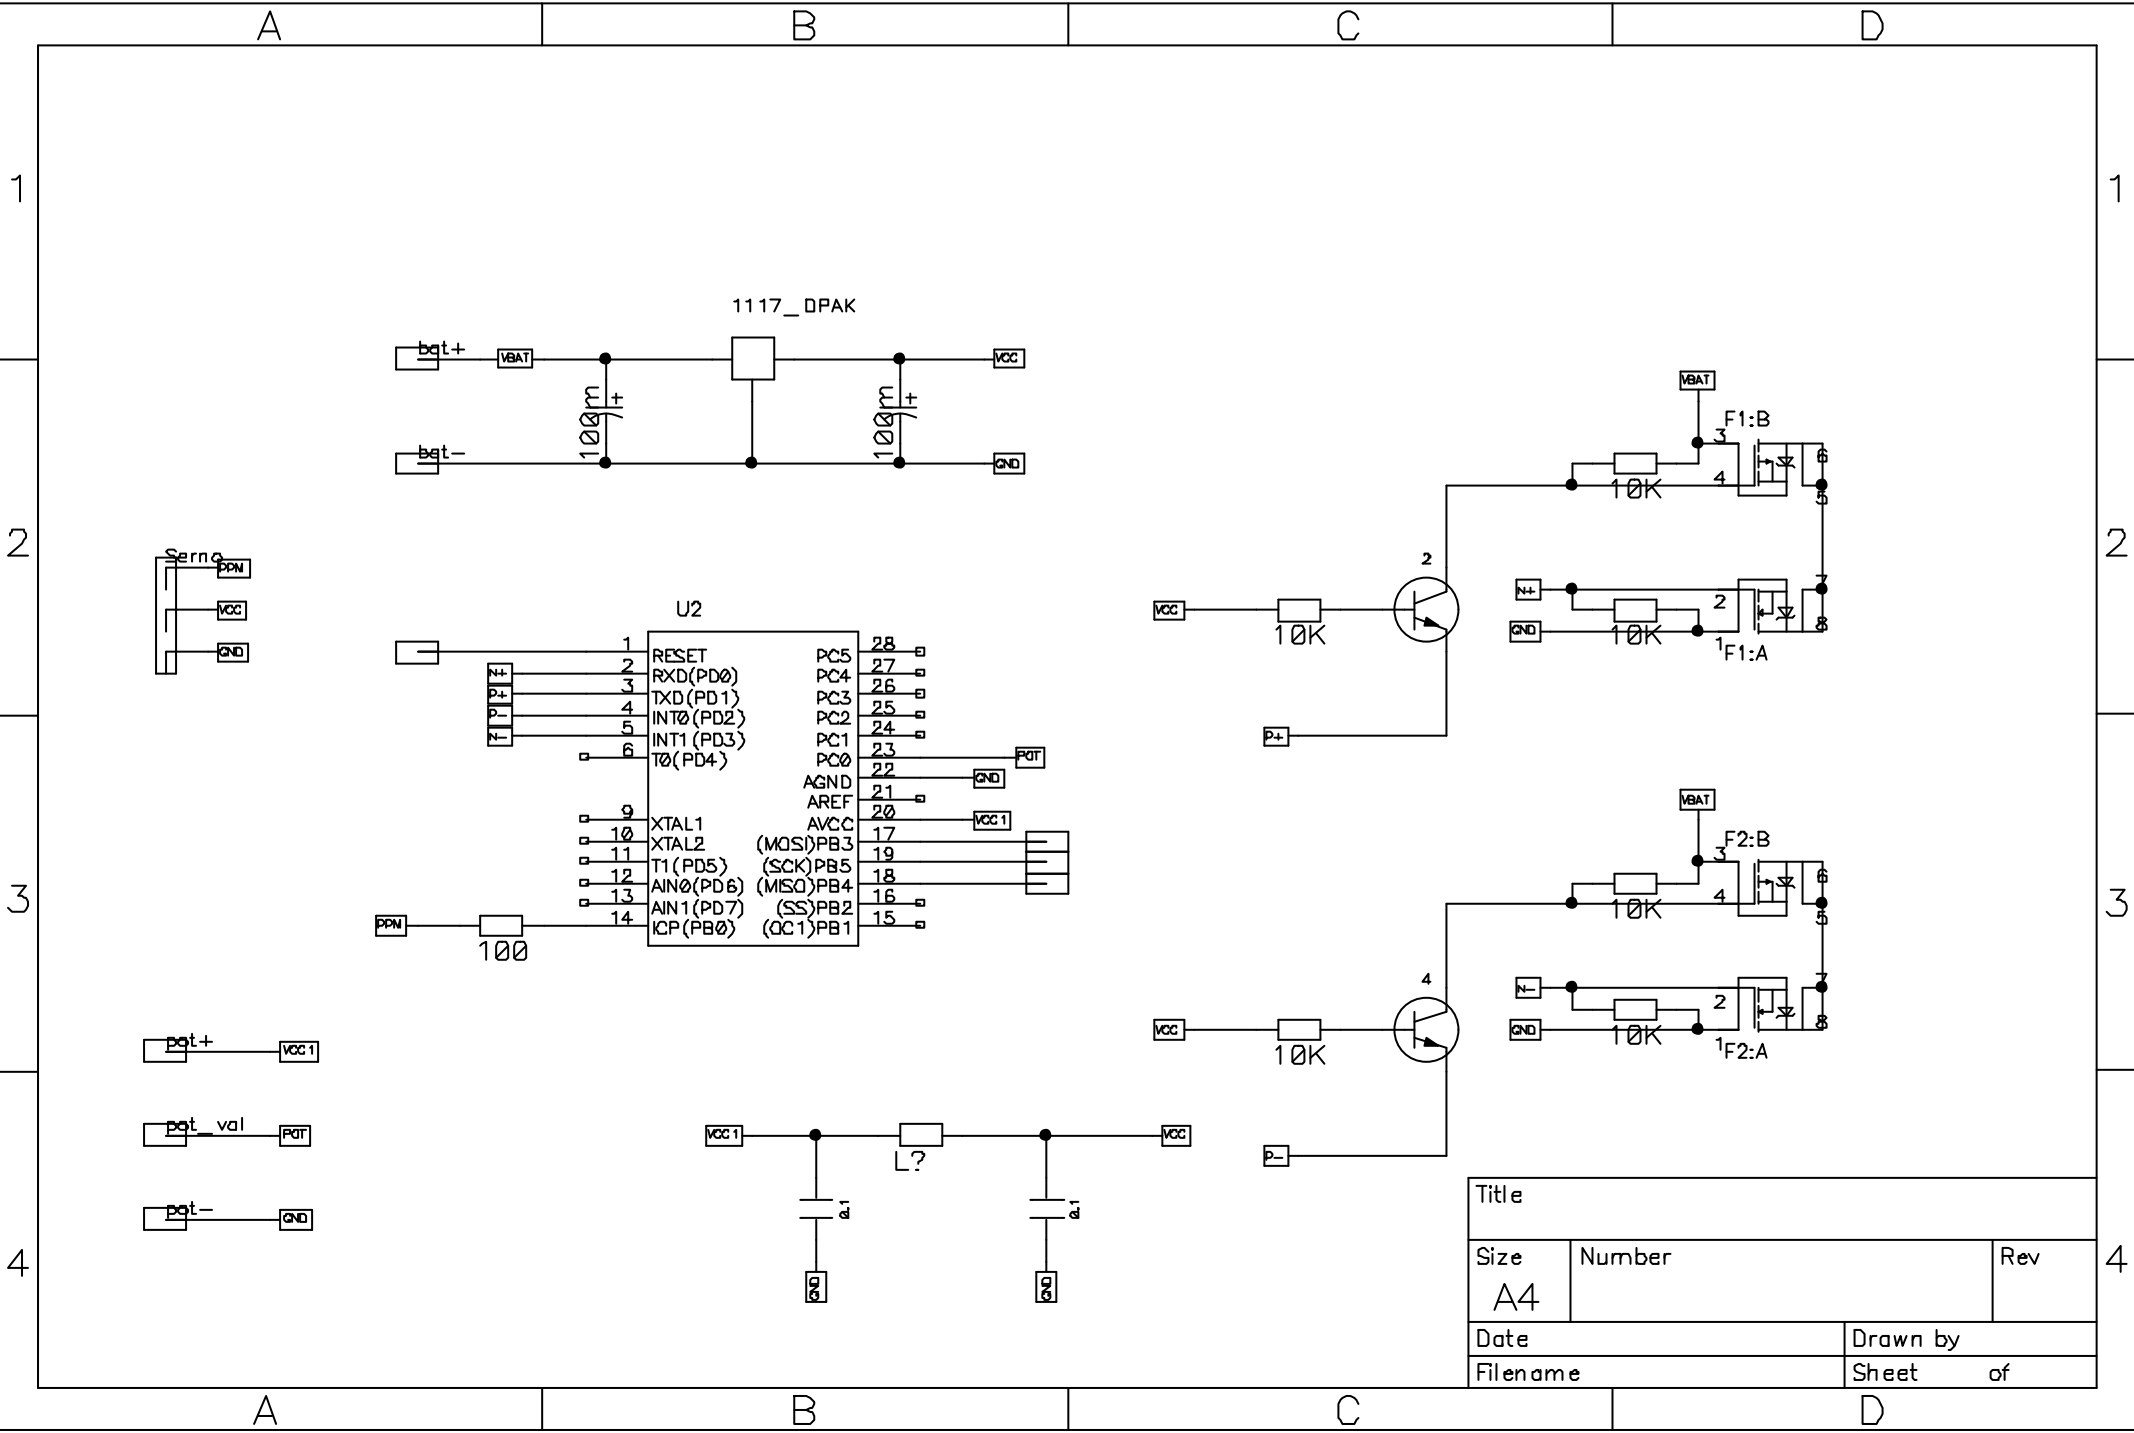 A B C D
1 1
1117_DPAK
bat+ VBAT VCC
100m + 100m +
bat- GND
VBAT
F1:B
3
6
10K 4
5
2 2
2
Serno
PPM
VCC
GND
N+ 2 7
VCC 10K
GND 10K 8
1 F1:A
U2
1 RESET PC5 28
N+ 2 RXD(PD0) PC4 27
P+ 3 TXD(PD1) PC3 26
P- 4 INT0(PD2) PC2 25
N- 5 INT1(PD3) PC1 24
6 T0(PD4) PC0 23 POT
AGND 22 GND
AREF 21
9 XTAL1 AVCC 20 VCC1
10 XTAL2 (MOSI)PB3 17
11 T1(PD5) (SCK)PB5 19
12 AIN0(PD6) (MISO)PB4 18
13 AIN1(PD7) (SS)PB2 16
PPM 14 ICP(PB0) (OC1)PB1 15
100
P+
VBAT
F2:B
3
6
10K 4
5
3 3
4
N- 2 7
VCC 10K
GND 10K 8
1 F2:A
P-
pot+ VCC1
pot_val POT
pot- GND
VCC1 L? VCC
0.1 0.1
GND GND
4 4
Title
Size Number Rev
A4
Date Drawn by
Filename Sheet of
A B C D